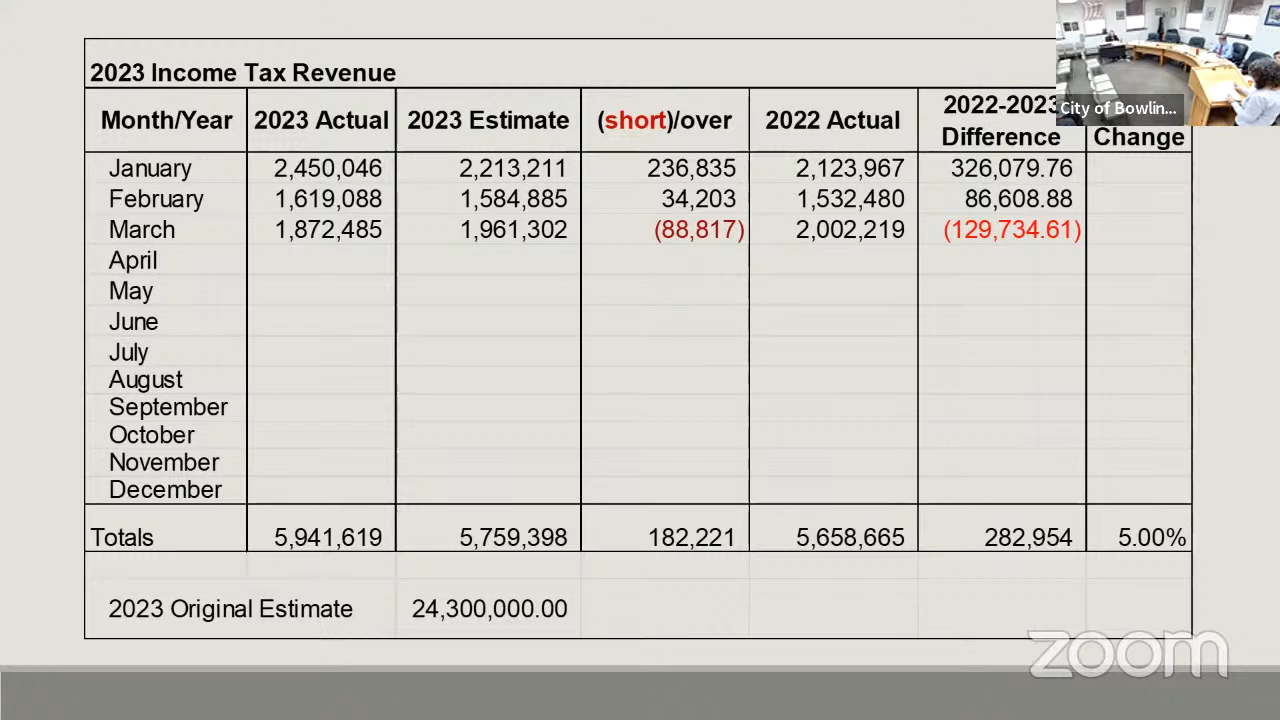 2023 Income Tax Revenue
Month/Year 2023 Actual 2023 Estimate (short)/over 2022 Actual 2022-2023 Difference Change
January 2,450,046 2,213,211 236,835 2,123,967 326,079.76
February 1,619,088 1,584,885 34,203 1,532,480 86,608.88
March 1,872,485 1,961,302 (88,817) 2,002,219 (129,734.61)
April
May
June
July
August
September
October
November
December
Totals 5,941,619 5,759,398 182,221 5,658,665 282,954 5.00%
2023 Original Estimate 24,300,000.00
City of Bowlin...
zoom